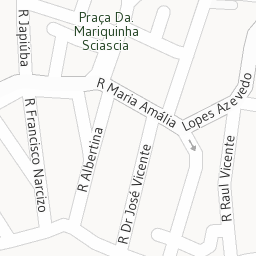 Praça Da.
Mariquinha
Sciascia
R Japiúba
R Maria Amália
Lopes Azevedo
R Francisco Narcizo
R Albertina
R Dr José Vicente
R Raul Vicente